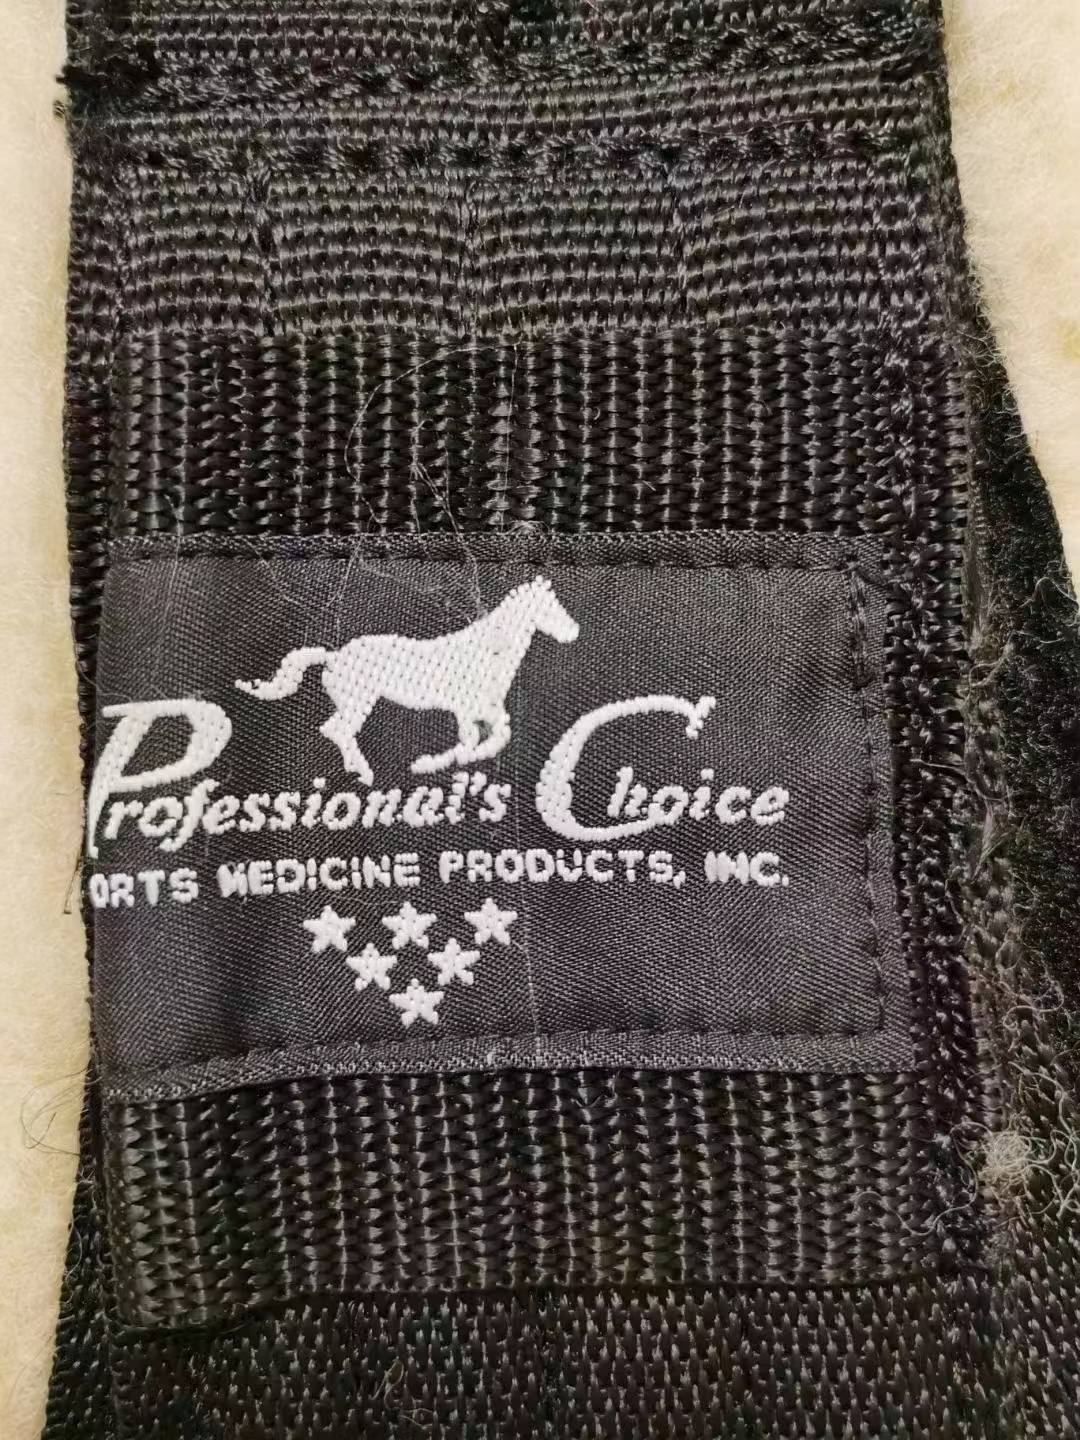 Professional's Choice
ORTS MEDICINE PRODUCTS, INC.